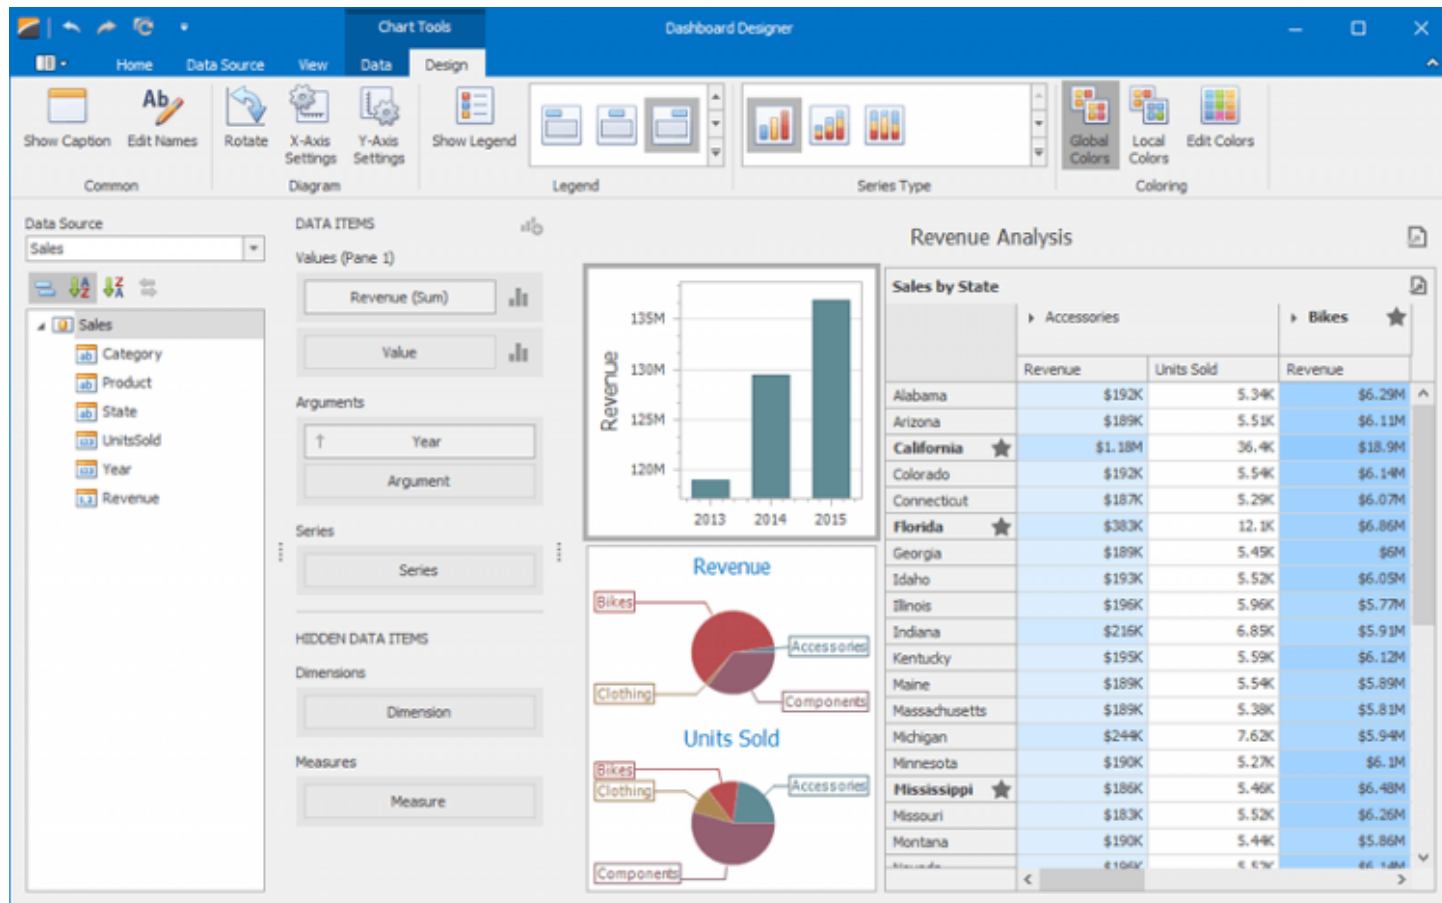 Chart Tools
Dashboard Designer
Home Data Source View Data Design
Show Caption Edit Names Rotate X-Axis Settings Y-Axis Settings Show Legend Global Colors Local Colors Edit Colors
Common Diagram Legend Series Type Coloring
Data Source
Sales
Sales
Category
Product
State
UnitsSold
Year
Revenue
DATA ITEMS
Values (Pane 1)
Revenue (Sum)
Value
Arguments
Year
Argument
Series
Series
HIDDEN DATA ITEMS
Dimensions
Dimension
Measures
Measure
Revenue Analysis
Revenue
135M
130M
125M
120M
2013 2014 2015
Revenue
Bikes
Accessories
Clothing
Components
Units Sold
Bikes
Clothing
Accessories
Components
Sales by State
Accessories Bikes
Revenue Units Sold Revenue
Alabama $192K 5.34K $6.29M
Arizona $189K 5.51K $6.11M
California $1.18M 36.4K $18.9M
Colorado $192K 5.54K $6.14M
Connecticut $187K 5.29K $6.07M
Florida $383K 12.1K $6.86M
Georgia $189K 5.45K $6M
Idaho $193K 5.52K $6.05M
Illinois $196K 5.96K $5.77M
Indiana $216K 6.85K $5.91M
Kentucky $195K 5.59K $6.12M
Maine $189K 5.54K $5.89M
Massachusetts $189K 5.38K $5.81M
Michigan $244K 7.62K $5.94M
Minnesota $190K 5.27K $6.1M
Mississippi $186K 5.46K $6.48M
Missouri $183K 5.52K $6.26M
Montana $190K 5.44K $5.86M